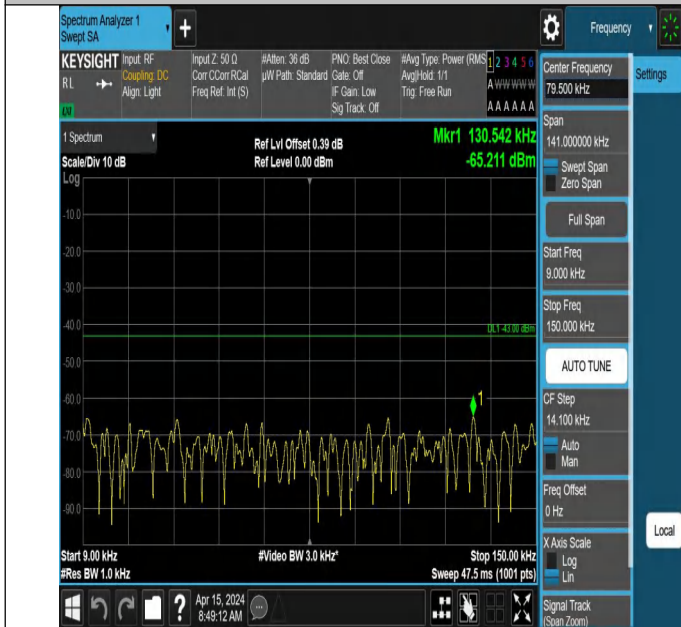 Spectrum Analyzer 1
Swept SA
+
Frequency
KEYSIGHT
RL
Input: RF
Coupling: DC
Align: Light
Input Z: 50 Ω
Corr CCorr RCal
Freq Ref: Int (S)
#Atten: 36 dB
µW Path: Standard
PNO: Best Close
Gate: Off
IF Gain: Low
Sig Track: Off
#Avg Type: Power (RMS
Avg|Hold: 1/1
Trig: Free Run
1 2 3 4 5 6
A W W W W W
A A A A A A
1 Spectrum
Scale/Div 10 dB
Log
Ref Lvl Offset 0.39 dB
Ref Level 0.00 dBm
Mkr1 130.542 kHz
-65.211 dBm
-10.0
-20.0
-30.0
-40.0
DL1 -43.00 dBm
-50.0
-60.0
1
-70.0
-80.0
-90.0
Start 9.00 kHz
#Res BW 1.0 kHz
#Video BW 3.0 kHz*
Stop 150.00 kHz
Sweep 47.5 ms (1001 pts)
?
Apr 15, 2024
8:49:12 AM
Center Frequency
79.500 kHz
Settings
Span
141.000000 kHz
Swept Span
Zero Span
Full Span
Start Freq
9.000 kHz
Stop Freq
150.000 kHz
AUTO TUNE
CF Step
14.100 kHz
Auto
Man
Freq Offset
0 Hz
Local
X Axis Scale
Log
Lin
Signal Track
(Span Zoom)